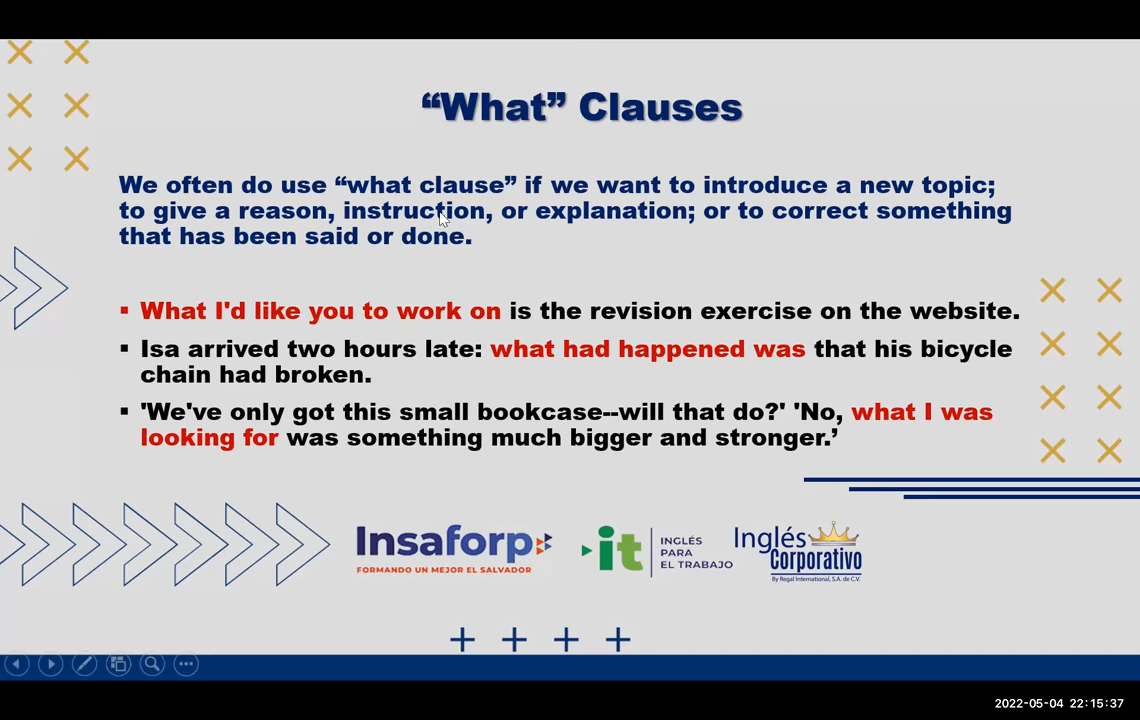 “What” Clauses
We often do use “what clause” if we want to introduce a new topic;
to give a reason, instruction, or explanation; or to correct something
that has been said or done.
▪ What I'd like you to work on is the revision exercise on the website.
▪ Isa arrived two hours late: what had happened was that his bicycle
chain had broken.
▪ 'We've only got this small bookcase--will that do?' 'No, what I was
looking for was something much bigger and stronger.’
Insaforp
FORMANDO UN MEJOR EL SALVADOR
it
INGLÉS
PARA
EL TRABAJO
Inglés
Corporativo
By Regal International, S.A. de C.V.
2022-05-04 22:15:37